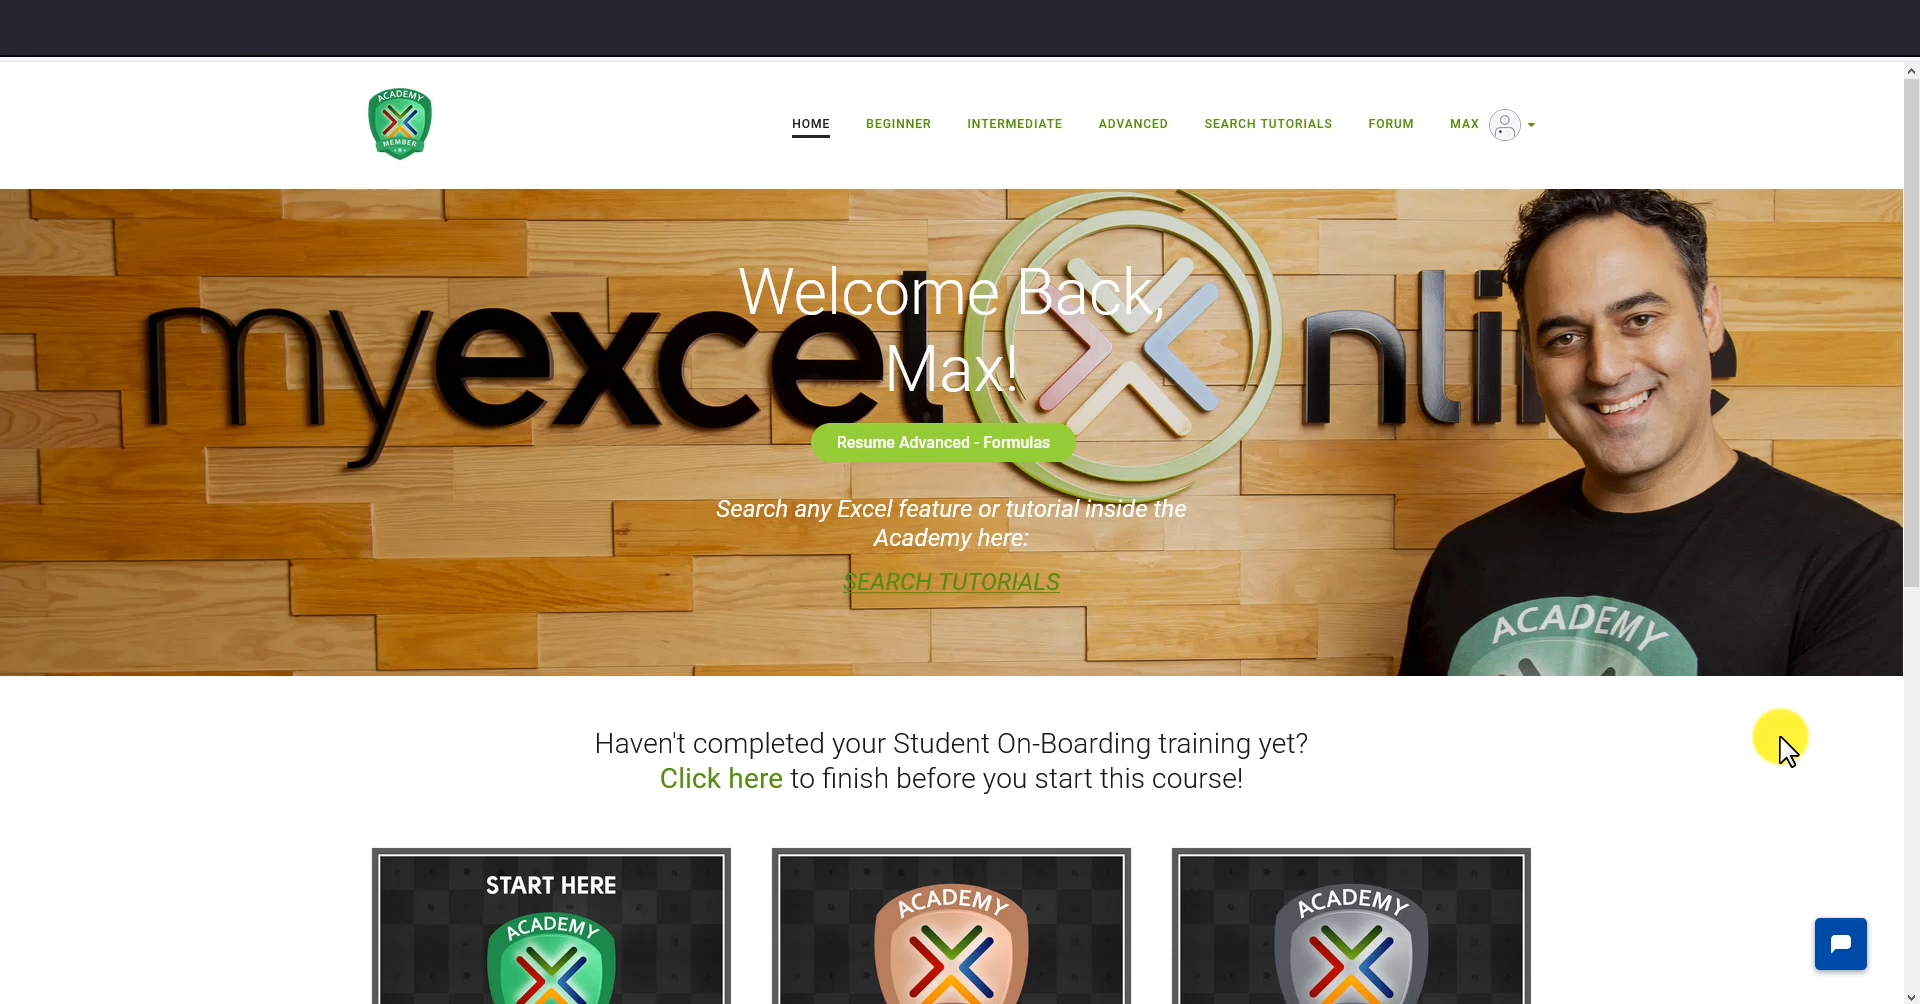 ACADEMY
MEMBER
HOME BEGINNER INTERMEDIATE ADVANCED SEARCH TUTORIALS FORUM MAX
myexcel nline
Welcome Back,
Max!
Resume Advanced - Formulas
Search any Excel feature or tutorial inside the
Academy here:
SEARCH TUTORIALS
ACADEMY
Haven't completed your Student On-Boarding training yet?
Click here to finish before you start this course!
START HERE
ACADEMY
ACADEMY
ACADEMY